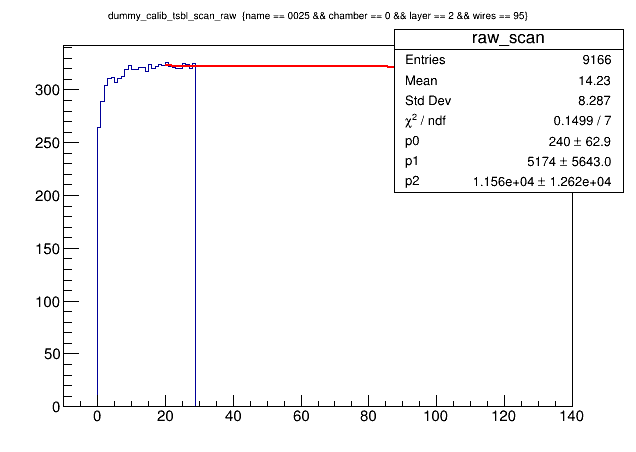 dummy_calib_tsbl_scan_raw {name == 0025 && chamber == 0 && layer == 2 && wires == 95}
raw_scan
Entries 9166
Mean 14.23
Std Dev 8.287
χ² / ndf 0.1499 / 7
p0 240 ± 62.9
p1 5174 ± 5643.0
p2 1.156e+04 ± 1.262e+04
300
250
200
150
100
50
0
0 20 40 60 80 100 120 140